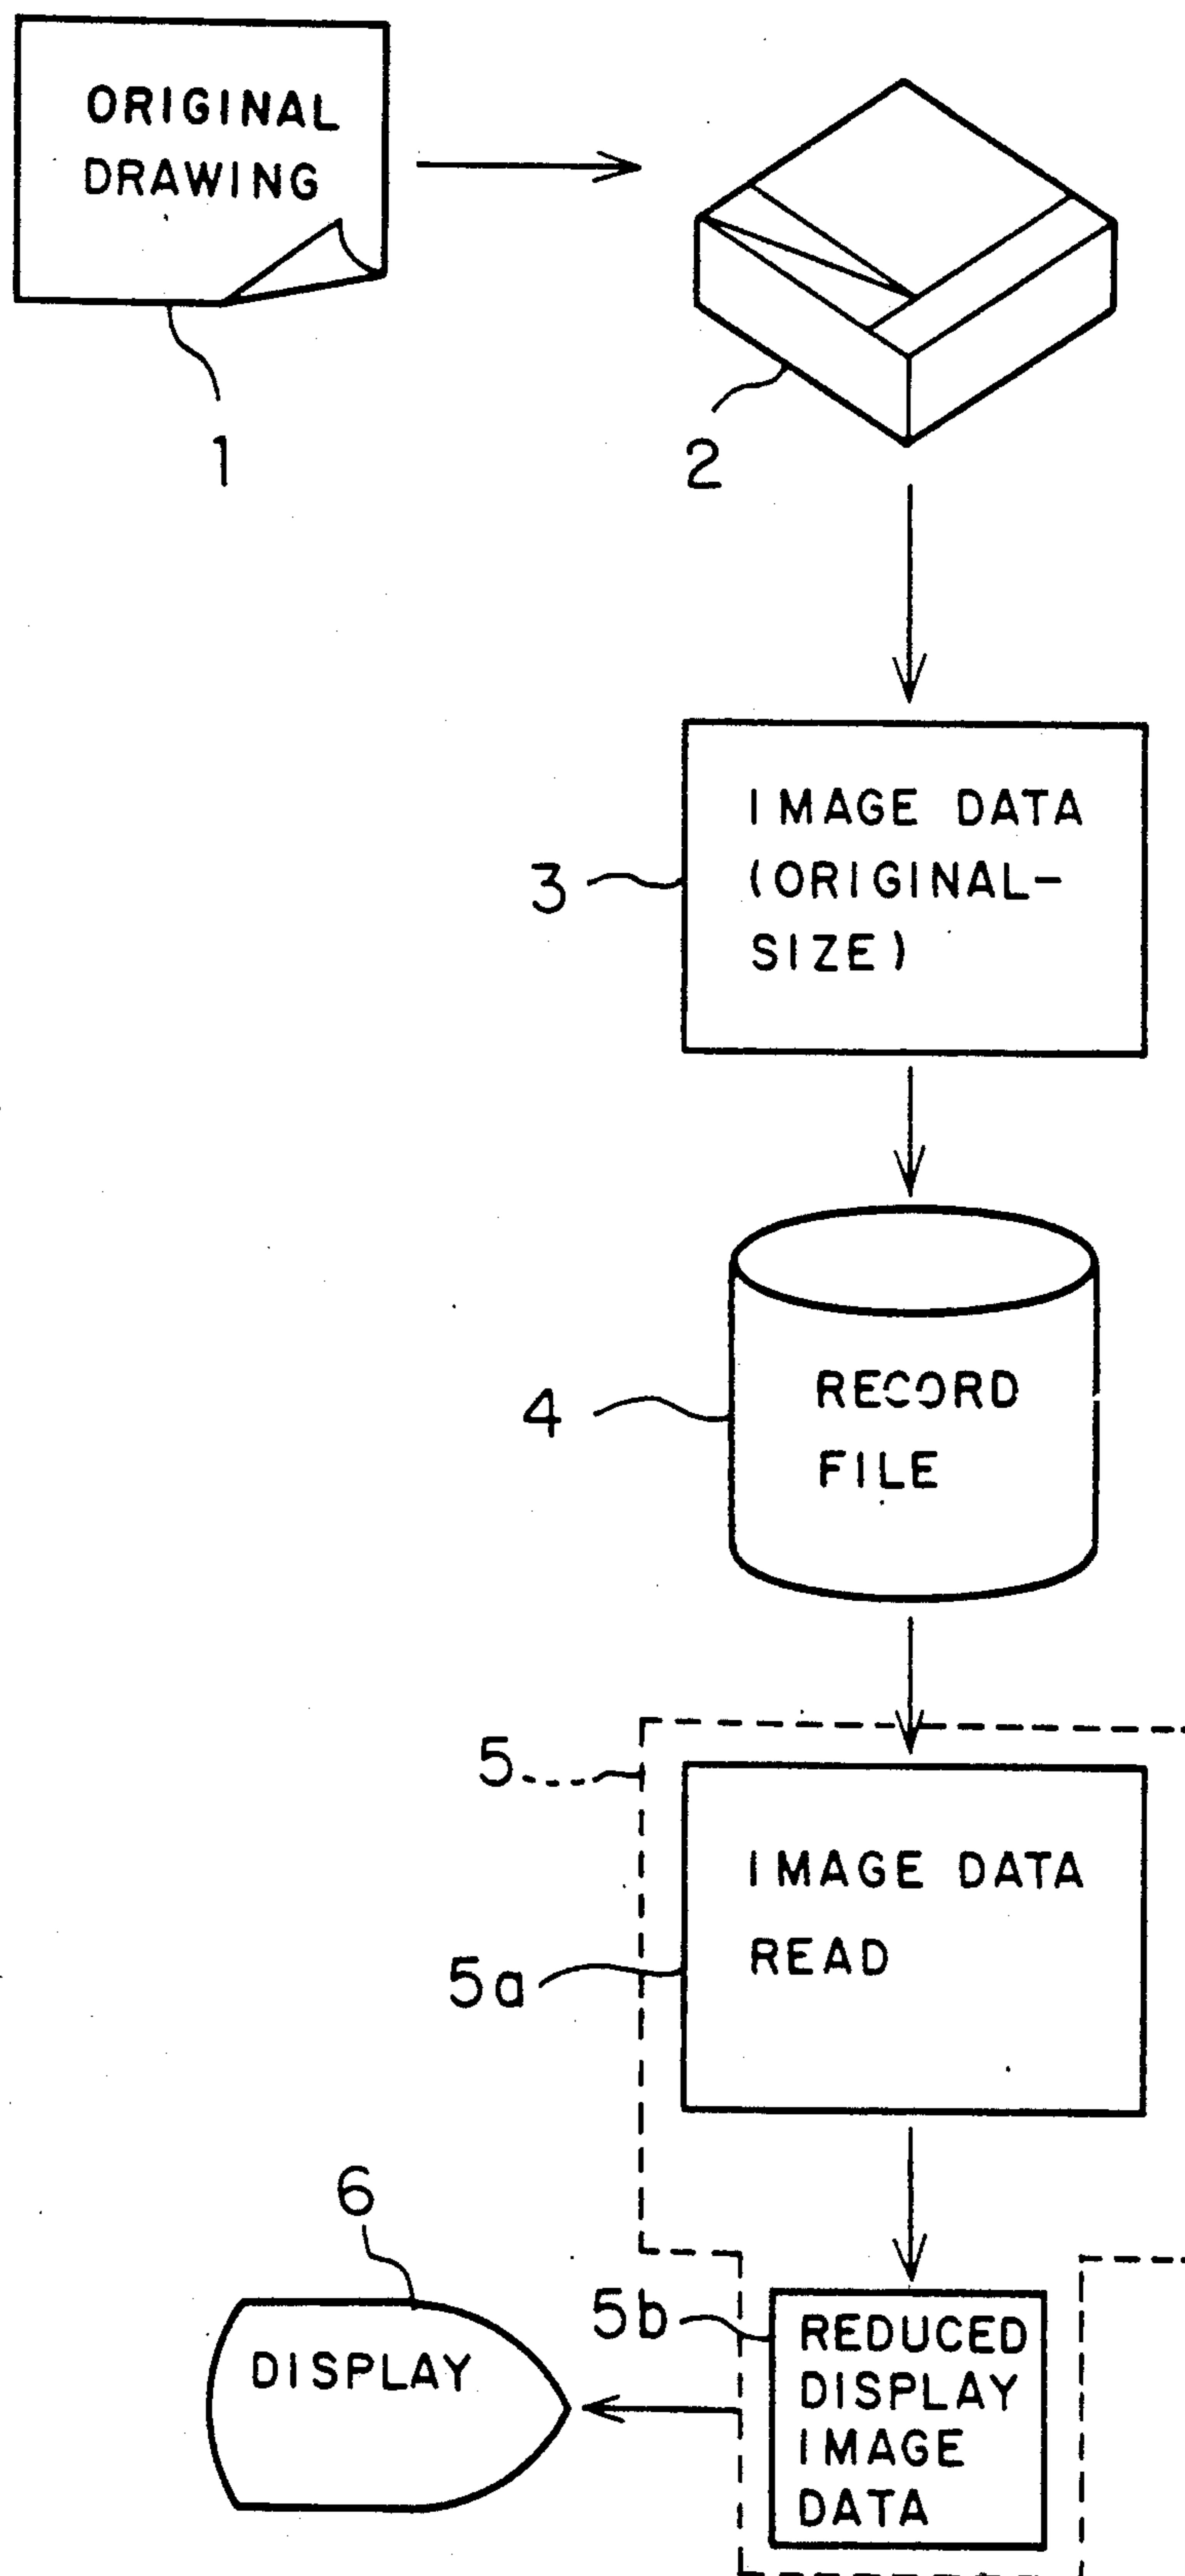 ORIGINAL
DRAWING
1
2
IMAGE DATA
(ORIGINAL-
SIZE)
3
RECORD
FILE
4
5
IMAGE DATA
READ
5a
6
5b
REDUCED
DISPLAY
IMAGE
DATA
DISPLAY